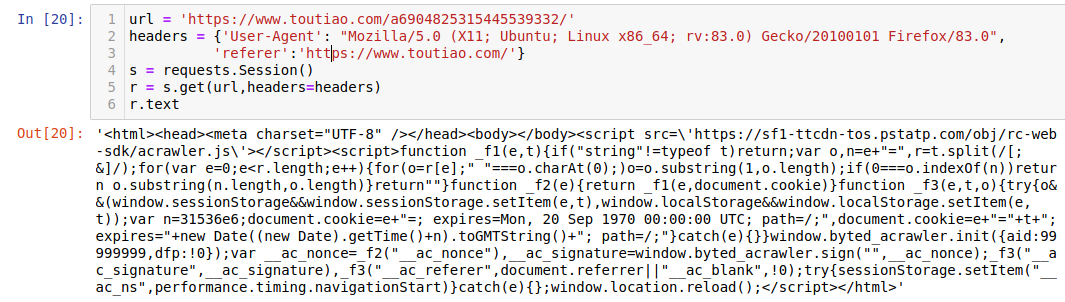 In [20]:
1 url = 'https://www.toutiao.com/a6904825315445539332/'
2 headers = {'User-Agent': "Mozilla/5.0 (X11; Ubuntu; Linux x86_64; rv:83.0) Gecko/20100101 Firefox/83.0",
3           'referer':'https://www.toutiao.com/'}
4 s = requests.Session()
5 r = s.get(url,headers=headers)
6 r.text
Out[20]: '<html><head><meta charset="UTF-8" /></head><body></body><script src=\'https://sf1-ttcdn-tos.pstatp.com/obj/rc-web
-sdk/acrawler.js\'></script><script>function _f1(e,t){if("string"!=typeof t)return;var o,n=e+"=",r=t.split(/[;
&]/);for(var e=0;e<r.length;e++){for(o=r[e];" "===o.charAt(0);)o=o.substring(1,o.length);if(0===o.indexOf(n))retur
n o.substring(n.length,o.length)}return""}function _f2(e){return _f1(e,document.cookie)}function _f3(e,t,o){try{o&
&(window.sessionStorage&&window.sessionStorage.setItem(e,t),window.localStorage&&window.localStorage.setItem(e,
t));var n=31536e6;document.cookie=e+"=; expires=Mon, 20 Sep 1970 00:00:00 UTC; path=/;",document.cookie=e+"="+t+";
expires="+new Date((new Date).getTime()+n).toGMTString()+"; path=/;"}catch(e){}}window.byted_acrawler.init({aid:99
999999,dfp:!0});var __ac_nonce=_f2("__ac_nonce"),__ac_signature=window.byted_acrawler.sign("",__ac_nonce);_f3("__a
c_signature",__ac_signature),_f3("__ac_referer",document.referrer||"__ac_blank",!0);try{sessionStorage.setItem("__
ac_ns",performance.timing.navigationStart)}catch(e){};window.location.reload();</script></html>'